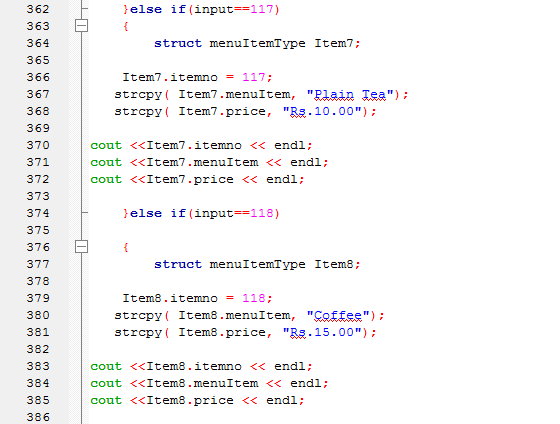 362 }else if(input==117)
363 {
364 struct menuItemType Item7;
365
366 Item7.itemno = 117;
367 strcpy( Item7.menuItem, "Plain Tea");
368 strcpy( Item7.price, "Rs.10.00");
369
370 cout <<Item7.itemno << endl;
371 cout <<Item7.menuItem << endl;
372 cout <<Item7.price << endl;
373
374 }else if(input==118)
375
376 {
377 struct menuItemType Item8;
378
379 Item8.itemno = 118;
380 strcpy( Item8.menuItem, "Coffee");
381 strcpy( Item8.price, "Rs.15.00");
382
383 cout <<Item8.itemno << endl;
384 cout <<Item8.menuItem << endl;
385 cout <<Item8.price << endl;
386